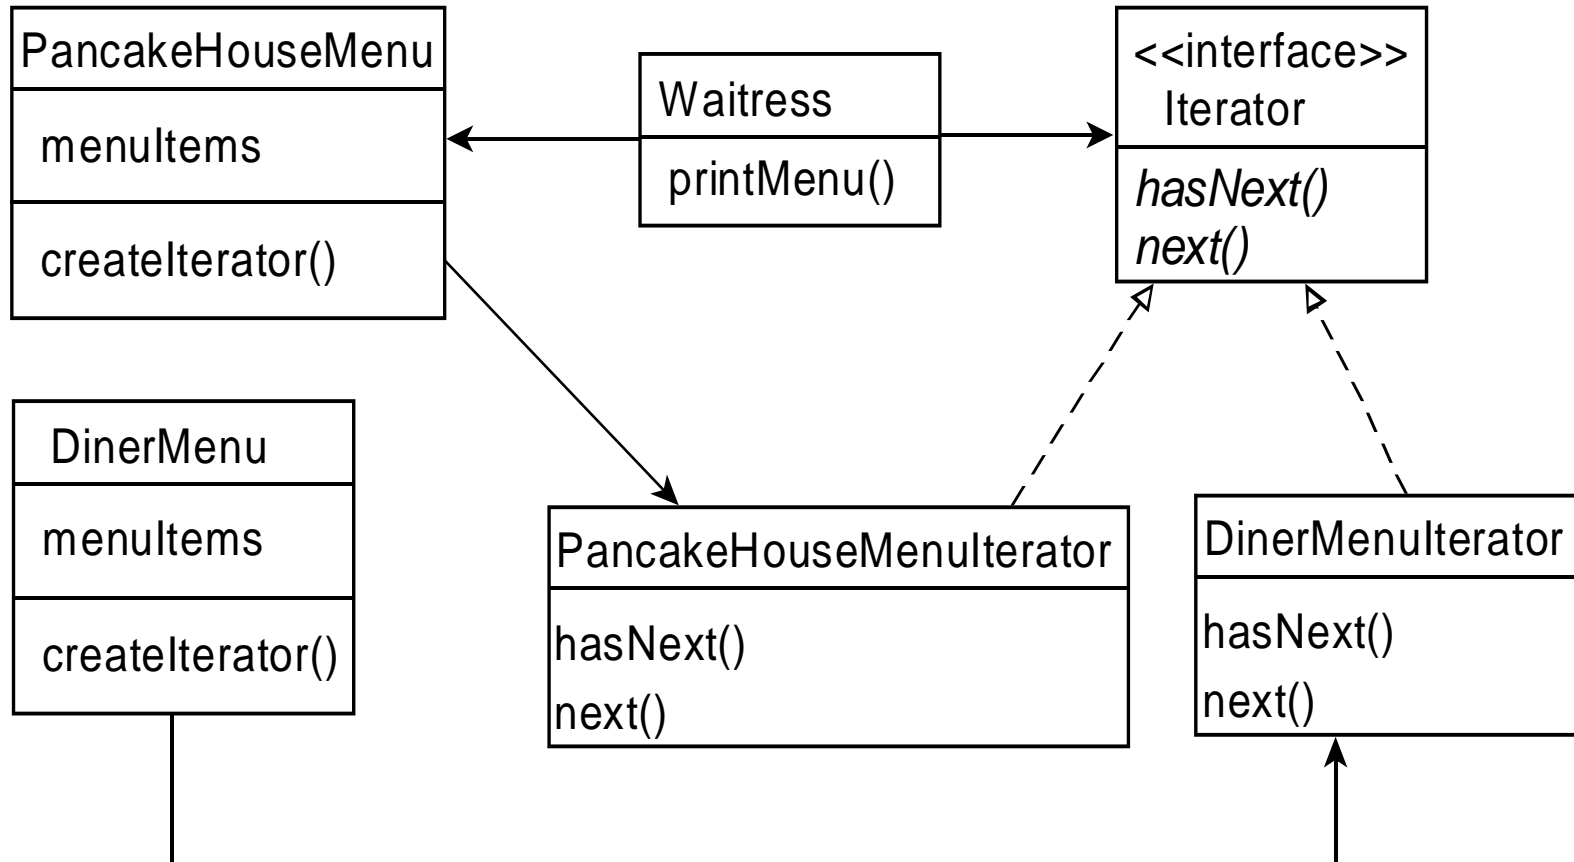 PancakeHouseMenu
menuItems
createIterator()
Waitress
printMenu()
<<interface>>
Iterator
hasNext()
next()
DinerMenu
menuItems
createIterator()
PancakeHouseMenuIterator
hasNext()
next()
DinerMenuIterator
hasNext()
next()